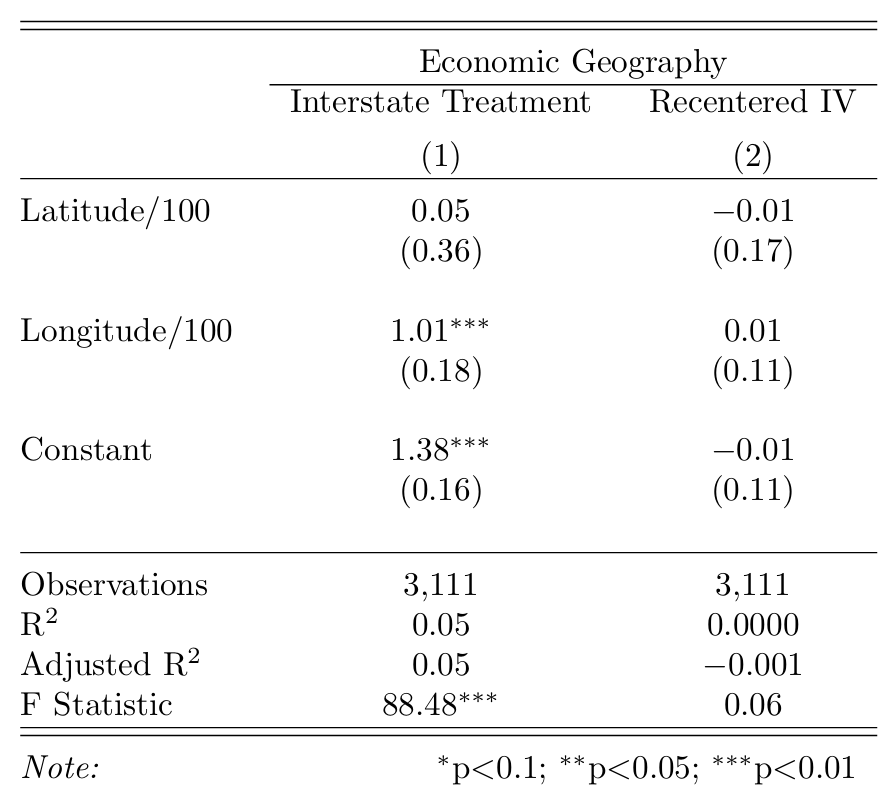 Economic Geography
Interstate Treatment Recentered IV
(1) (2)
Latitude/100 0.05 −0.01
(0.36) (0.17)
Longitude/100 1.01*** 0.01
(0.18) (0.11)
Constant 1.38*** −0.01
(0.16) (0.11)
Observations 3,111 3,111
R² 0.05 0.0000
Adjusted R² 0.05 −0.001
F Statistic 88.48*** 0.06
Note: *p<0.1; **p<0.05; ***p<0.01